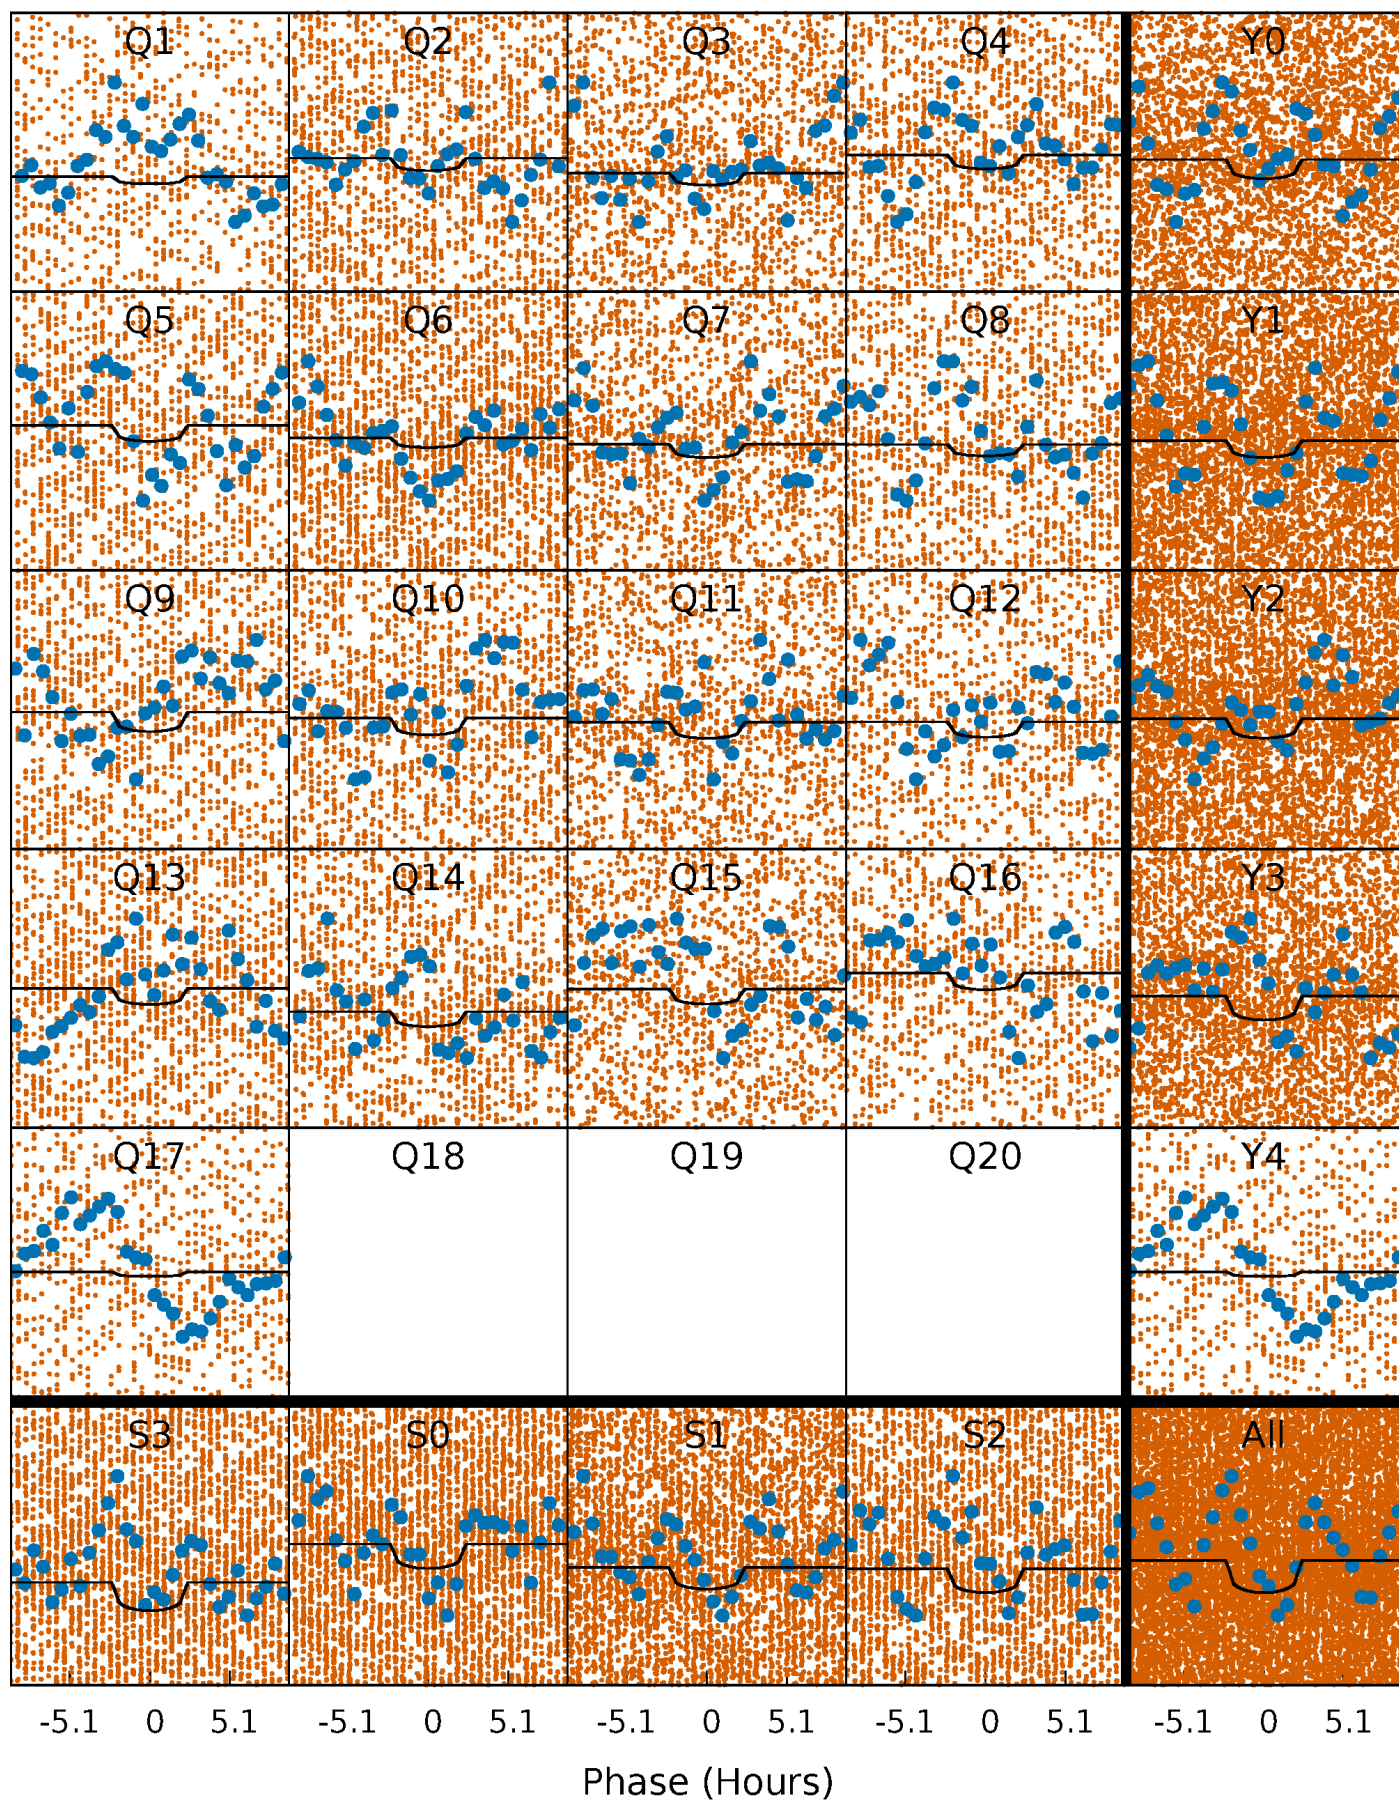 Q1 Q2 Q3 Q4 Y0
Q5 Q6 Q7 Q8 Y1
Q9 Q10 Q11 Q12 Y2
Q13 Q14 Q15 Q16 Y3
Q17 Q18 Q19 Q20 Y4
S3 S0 S1 S2 All
-5.1 0 5.1 -5.1 0 5.1 -5.1 0 5.1 -5.1 0 5.1 -5.1 0 5.1
Phase (Hours)